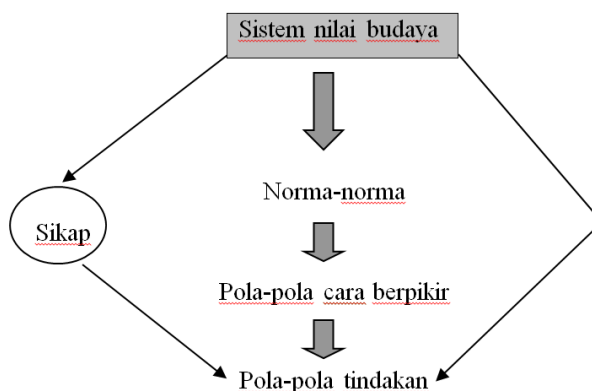 Sistem nilai budaya
Norma-norma
Sikap
Pola-pola cara berpikir
Pola-pola tindakan